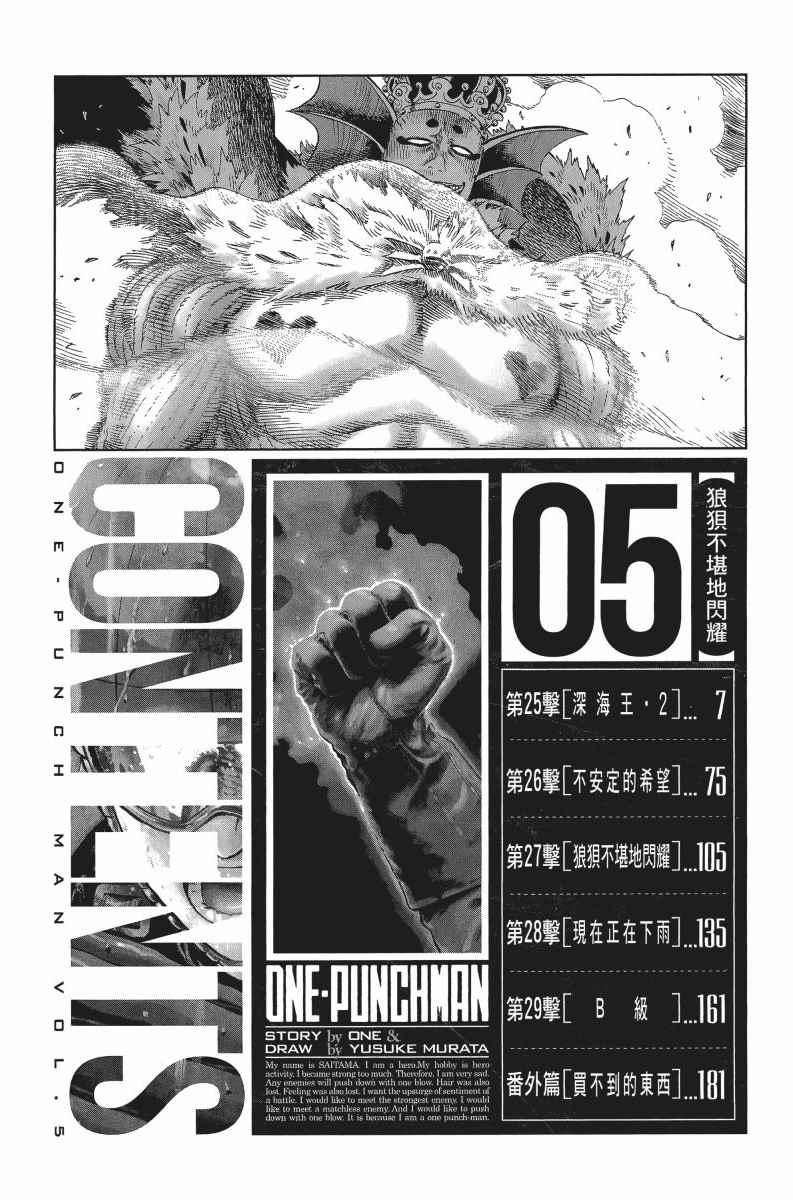 CONTENTS
ONE-PUNCH MAN VOL.5
05
【狼狽不堪地閃耀】
第25擊[深海王・2]...7
第26擊[不安定的希望]...75
第27擊[狼狽不堪地閃耀]...105
第28擊[現在正在下雨]...135
第29擊[B級]...161
番外篇[買不到的東西]...181
ONE-PUNCHMAN
STORY by ONE &
DRAW by YUSUKE MURATA
My name is SAITAMA. I am a hero.My hobby is hero
activity. I became strong too much. Therefore, I am very sad.
Any enemies will push down with one blow. Hair was also
lost. Feeling was also lost. I want the upsurge of sentiment of
a battle. I would like to meet the strongest enemy. I would
like to meet a matchless enemy. And I would like to push
down with one blow. It is because I am a one punch-man.